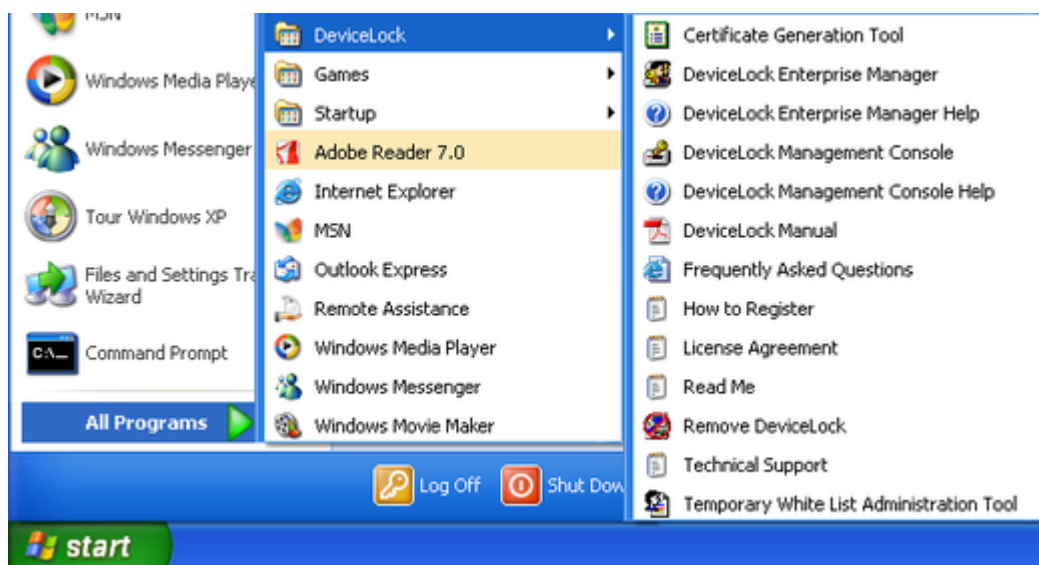 MSN
Windows Media Playe
Windows Messenger
Tour Windows XP
Files and Settings Tra
Wizard
C:\_
Command Prompt
All Programs
DeviceLock
Games
Startup
Adobe Reader 7.0
Internet Explorer
MSN
Outlook Express
Remote Assistance
Windows Media Player
Windows Messenger
Windows Movie Maker
Certificate Generation Tool
DeviceLock Enterprise Manager
DeviceLock Enterprise Manager Help
DeviceLock Management Console
DeviceLock Management Console Help
DeviceLock Manual
Frequently Asked Questions
How to Register
License Agreement
Read Me
Remove DeviceLock
Technical Support
Temporary White List Administration Tool
Log Off
Shut Dow
start